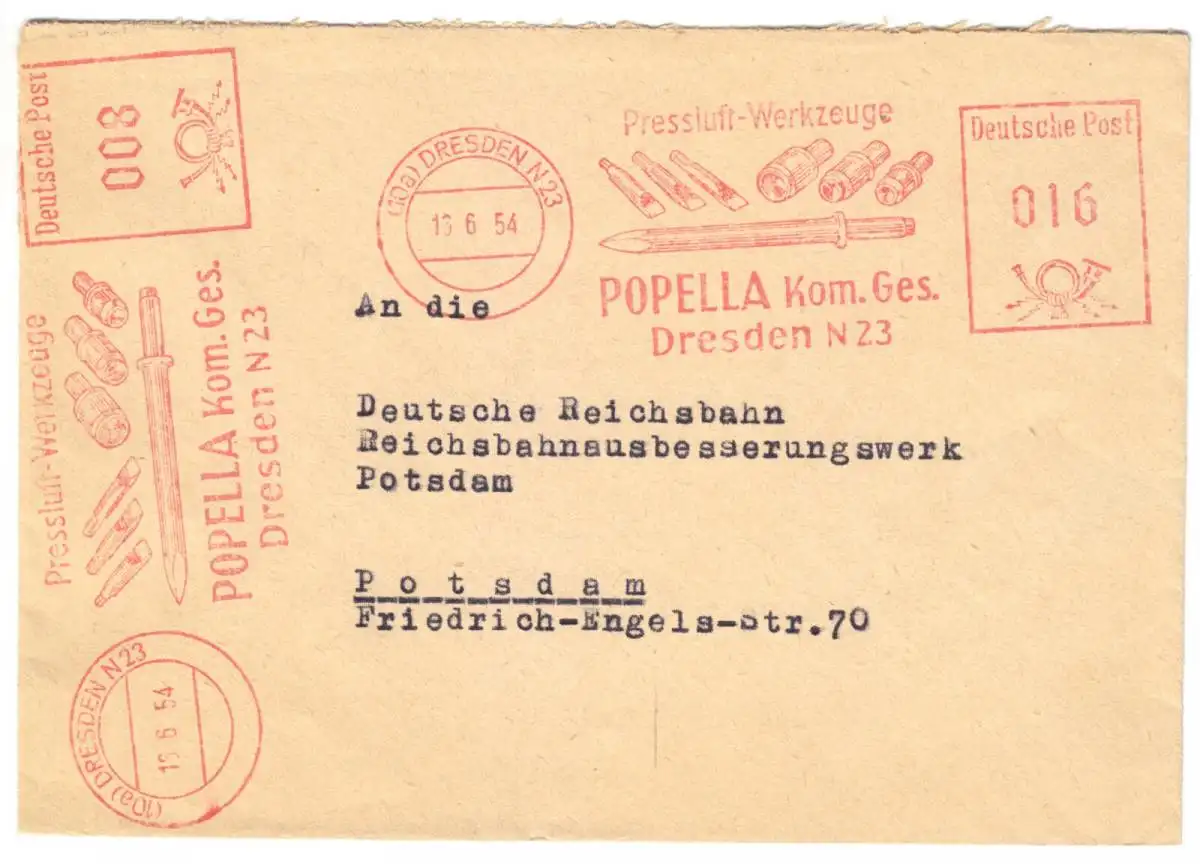 Deutsche Post
008
Pressluft-Werkzeuge
POPELLA Kom. Ges.
Dresden N 23
(10a) DRESDEN N 23
6 54
(10a) DRESDEN N 23
6 54
Pressluft-Werkzeuge
POPELLA Kom. Ges.
Dresden N 23
Deutsche Post
016
An die
Deutsche Reichsbahn
Reichsbahnausbesserungswerk
Potsdam
Potsdam
Friedrich-Engels-Str.70